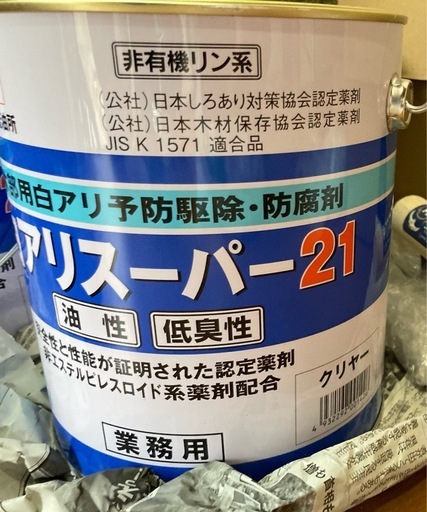 非有機リン系
(公社)日本しろあり対策協会認定薬剤
(公社)日本木材保存協会認定薬剤
JIS K 1571 適合品
部用白アリ予防駆除・防腐剤
アリスーパー21
油性 低臭性
全性と性能が証明された認定薬剤
非エステルピレスロイド系薬剤配合
クリヤー
業務用